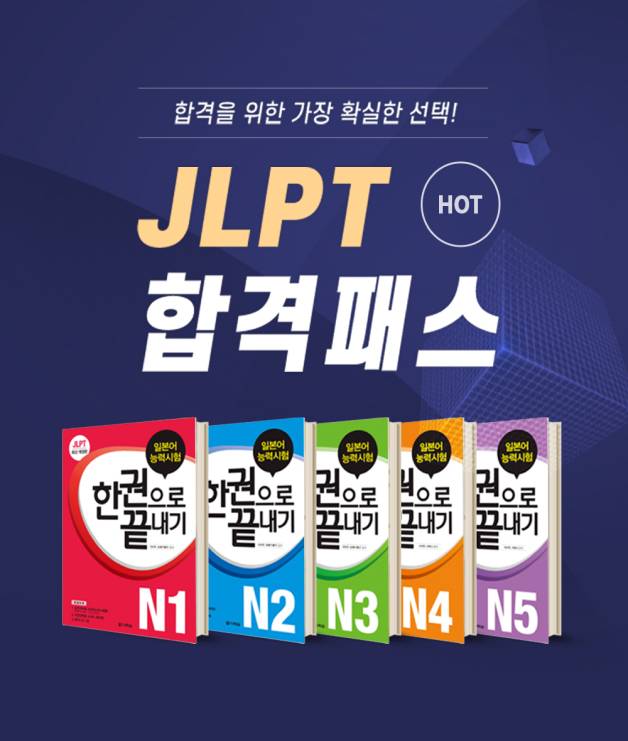 합격을 위한 가장 확실한 선택!
JLPT
HOT
합격패스
JLPT
일본어
능력시험
한권으로
끝내기
N1
일본어
능력시험
한권으로
끝내기
N2
일본어
능력시험
권으로
끝내기
N3
일본어
능력시험
권으로
끝내기
N4
일본어
능력시험
권으로
끝내기
N5